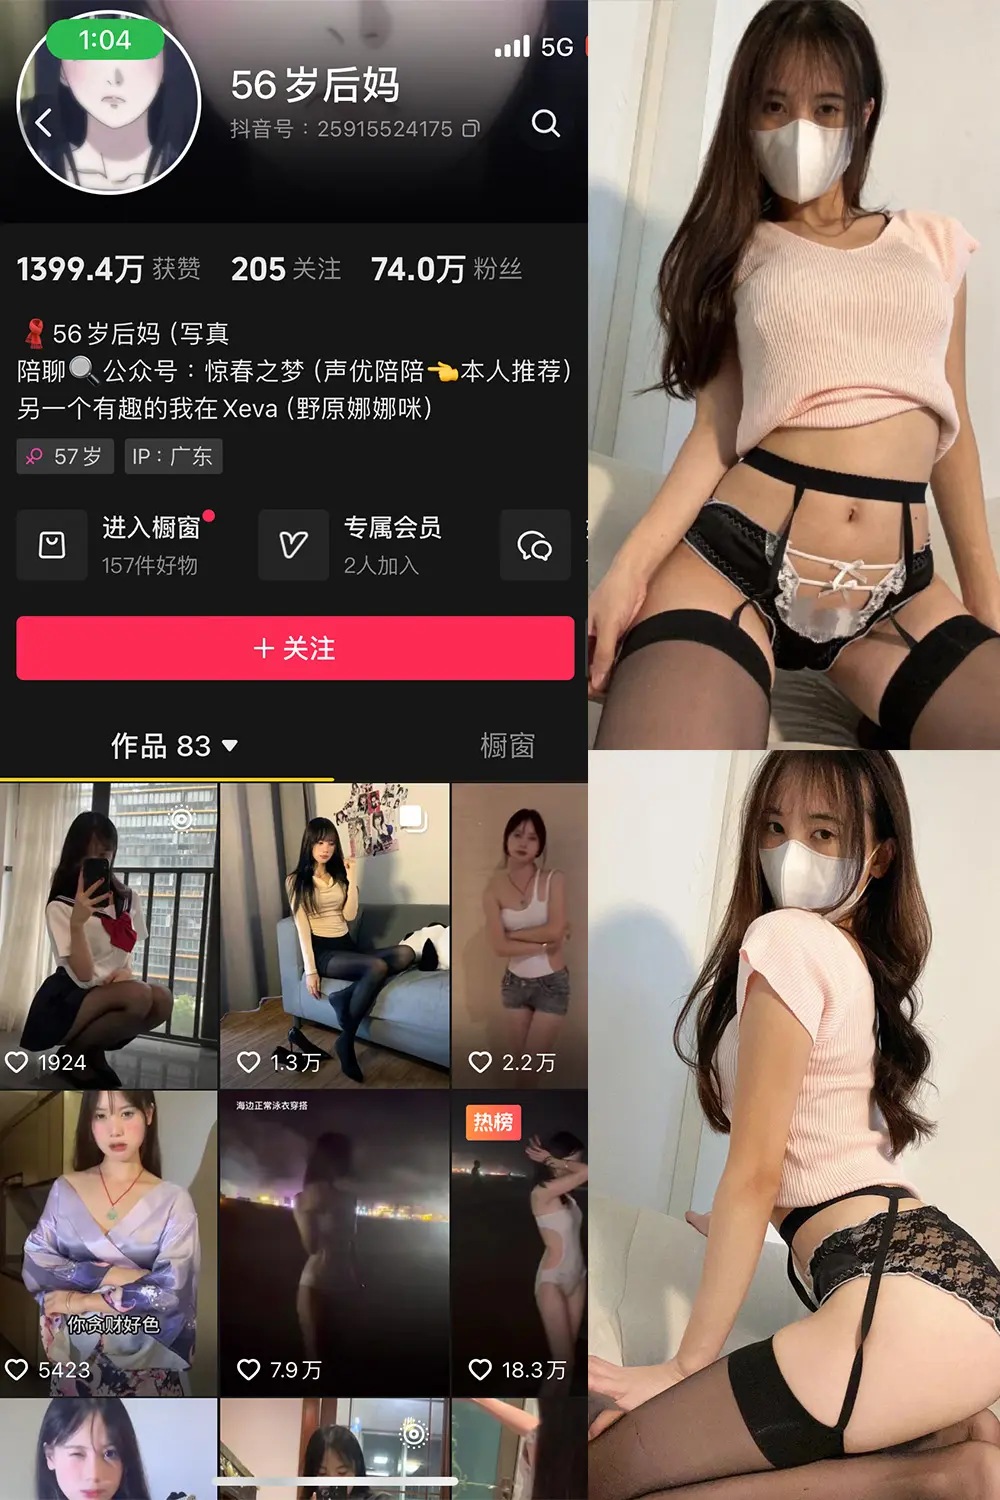 1:04
5G
56岁后妈
抖音号：25915524175
1399.4万 获赞 205 关注 74.0万 粉丝
56岁后妈（写真
陪聊🔍公众号：惊春之梦（声优陪陪👈本人推荐）
另一个有趣的我在Xeva（野原娜娜咪）
57岁 IP：广东
进入橱窗
157件好物
专属会员
2人加入
+ 关注
作品 83 橱窗
1924
1.3万
2.2万
海边正常泳衣穿搭
热榜
你贪财好色
5423
7.9万
18.3万